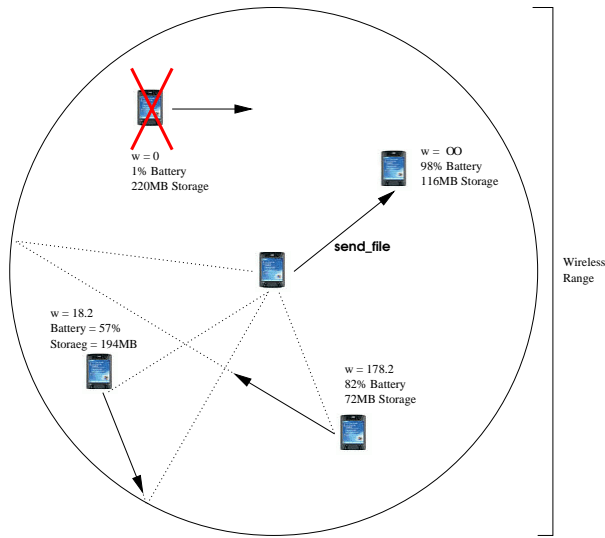 w = 0
1% Battery
220MB Storage
w = OO
98% Battery
116MB Storage
send_file
Wireless
Range
w = 18.2
Battery = 57%
Storaeg = 194MB
w = 178.2
82% Battery
72MB Storage